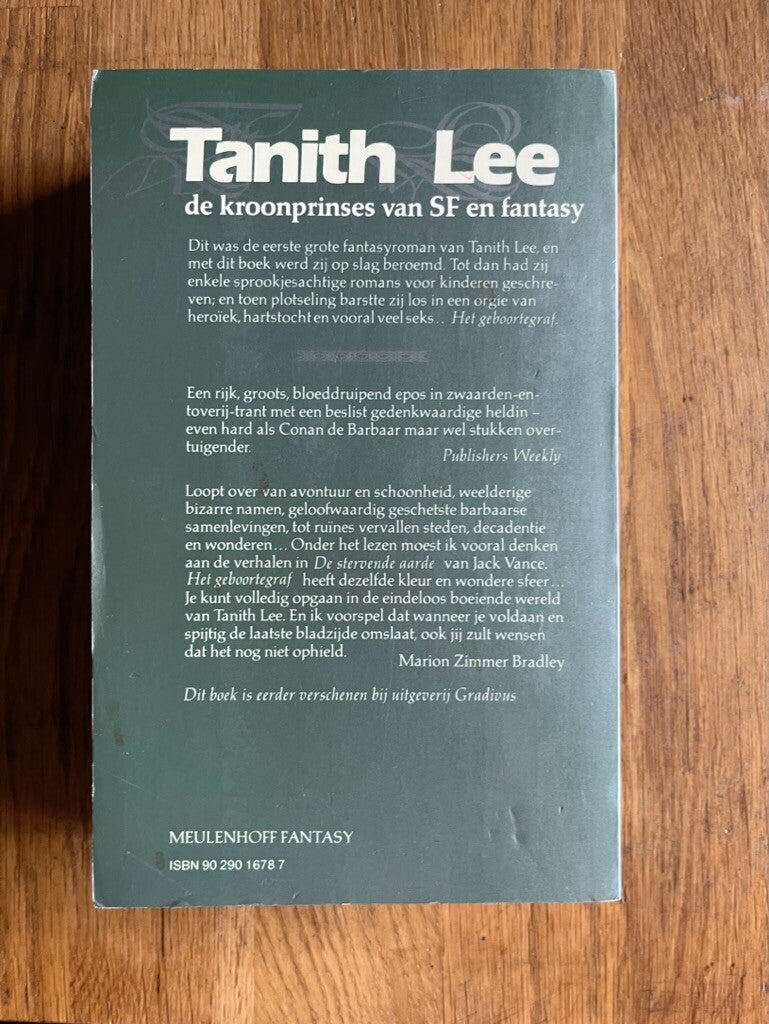 Tanith Lee
de kroonprinses van SF en fantasy
Dit was de eerste grote fantasyroman van Tanith Lee, en
met dit boek werd zij op slag beroemd. Tot dan had zij
enkele sprookjesachtige romans voor kinderen geschre-
ven; en toen plotseling barstte zij los in een orgie van
heroïek, hartstocht en vooral veel seks... Het geboortegraf.
Een rijk, groots, bloeddruipend epos in zwaarden-en-
toverij-trant met een beslist gedenkwaardige heldin –
even hard als Conan de Barbaar maar wel stukken over-
tuigender.
Publishers Weekly
Loopt over van avontuur en schoonheid, weelderige
bizarre namen, geloofwaardig geschetste barbaarse
samenlevingen, tot ruïnes vervallen steden, decadentie
en wonderen... Onder het lezen moest ik vooral denken
aan de verhalen in De stervende aarde van Jack Vance.
Het geboortegraf heeft dezelfde kleur en wondere sfeer...
Je kunt volledig opgaan in de eindeloos boeiende wereld
van Tanith Lee. En ik voorspel dat wanneer je voldaan en
spijtig de laatste bladzijde omslaat, ook jij zult wensen
dat het nog niet ophield.
Marion Zimmer Bradley
Dit boek is eerder verschenen bij uitgeverij Gradivus
MEULENHOFF FANTASY
ISBN 90 290 1678 7